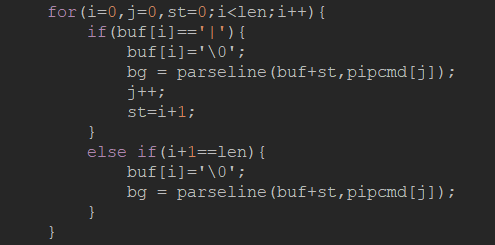 for(i=0,j=0,st=0;i<len;i++){
if(buf[i]=='|'){
buf[i]='\0';
bg = parseline(buf+st,pipcmd[j]);
j++;
st=i+1;
}
else if(i+1==len){
buf[i]='\0';
bg = parseline(buf+st,pipcmd[j]);
}
}